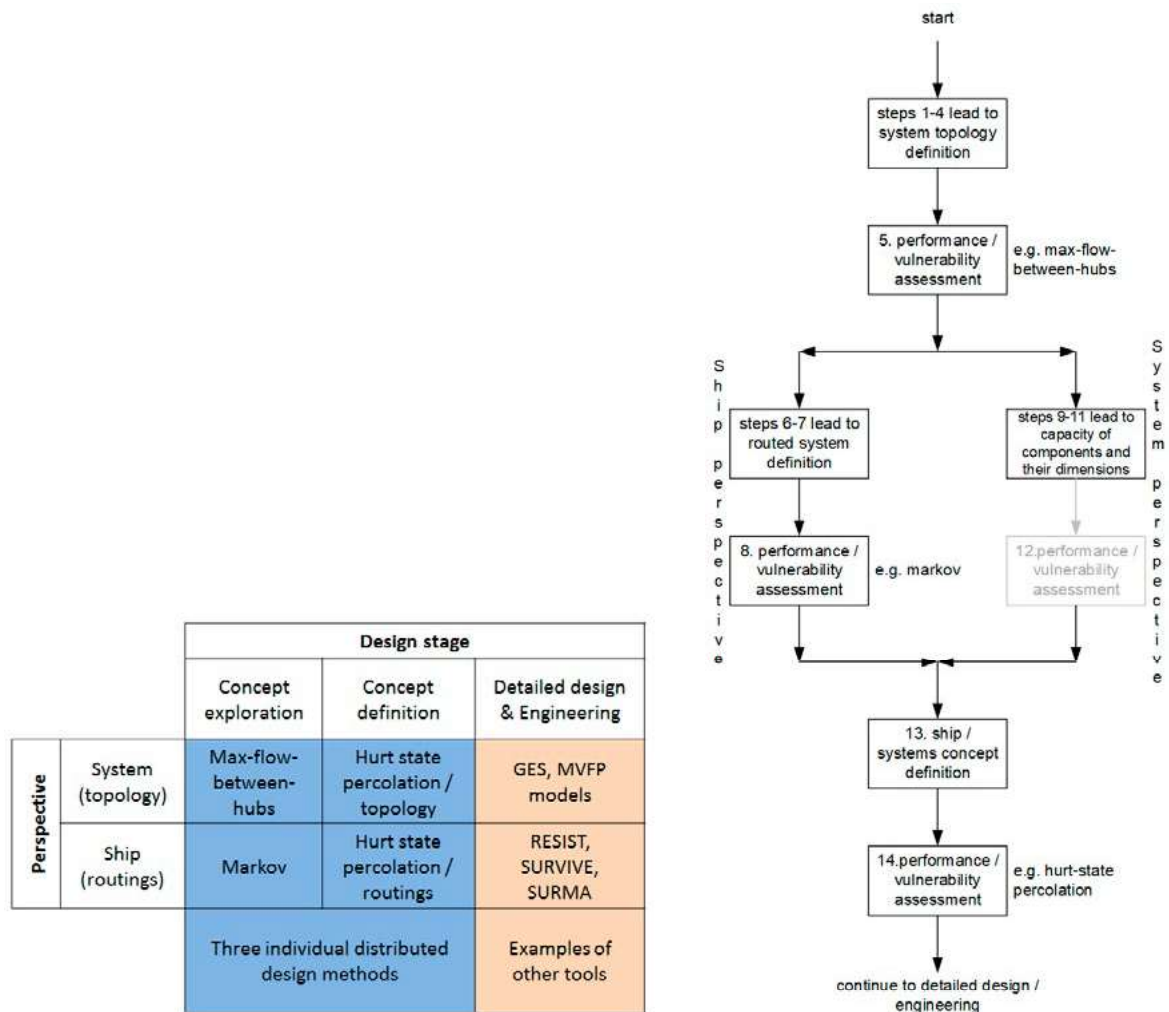 Design stage
Concept
exploration
Concept
definition
Detailed design
& Engineering
Perspective
System
(topology)
Max-flow-
between-
hubs
Hurt state
percolation /
topology
GES, MVFP
models
Ship
(routings)
Markov
Hurt state
percolation /
routings
RESIST,
SURVIVE,
SURMA
Three individual distributed
design methods
Examples of
other tools
start
steps 1-4 lead to
system topology
definition
5. performance /
vulnerability
assessment
e.g. max-flow-
between-hubs
Ship perspective
steps 6-7 lead to
routed system
definition
8. performance /
vulnerability
assessment
e.g. markov
System perspective
steps 9-11 lead to
capacity of
components and
their dimensions
12.performance /
vulnerability
assessment
13. ship /
systems concept
definition
14.performance /
vulnerability
assessment
e.g. hurt-state
percolation
continue to detailed design /
engineering